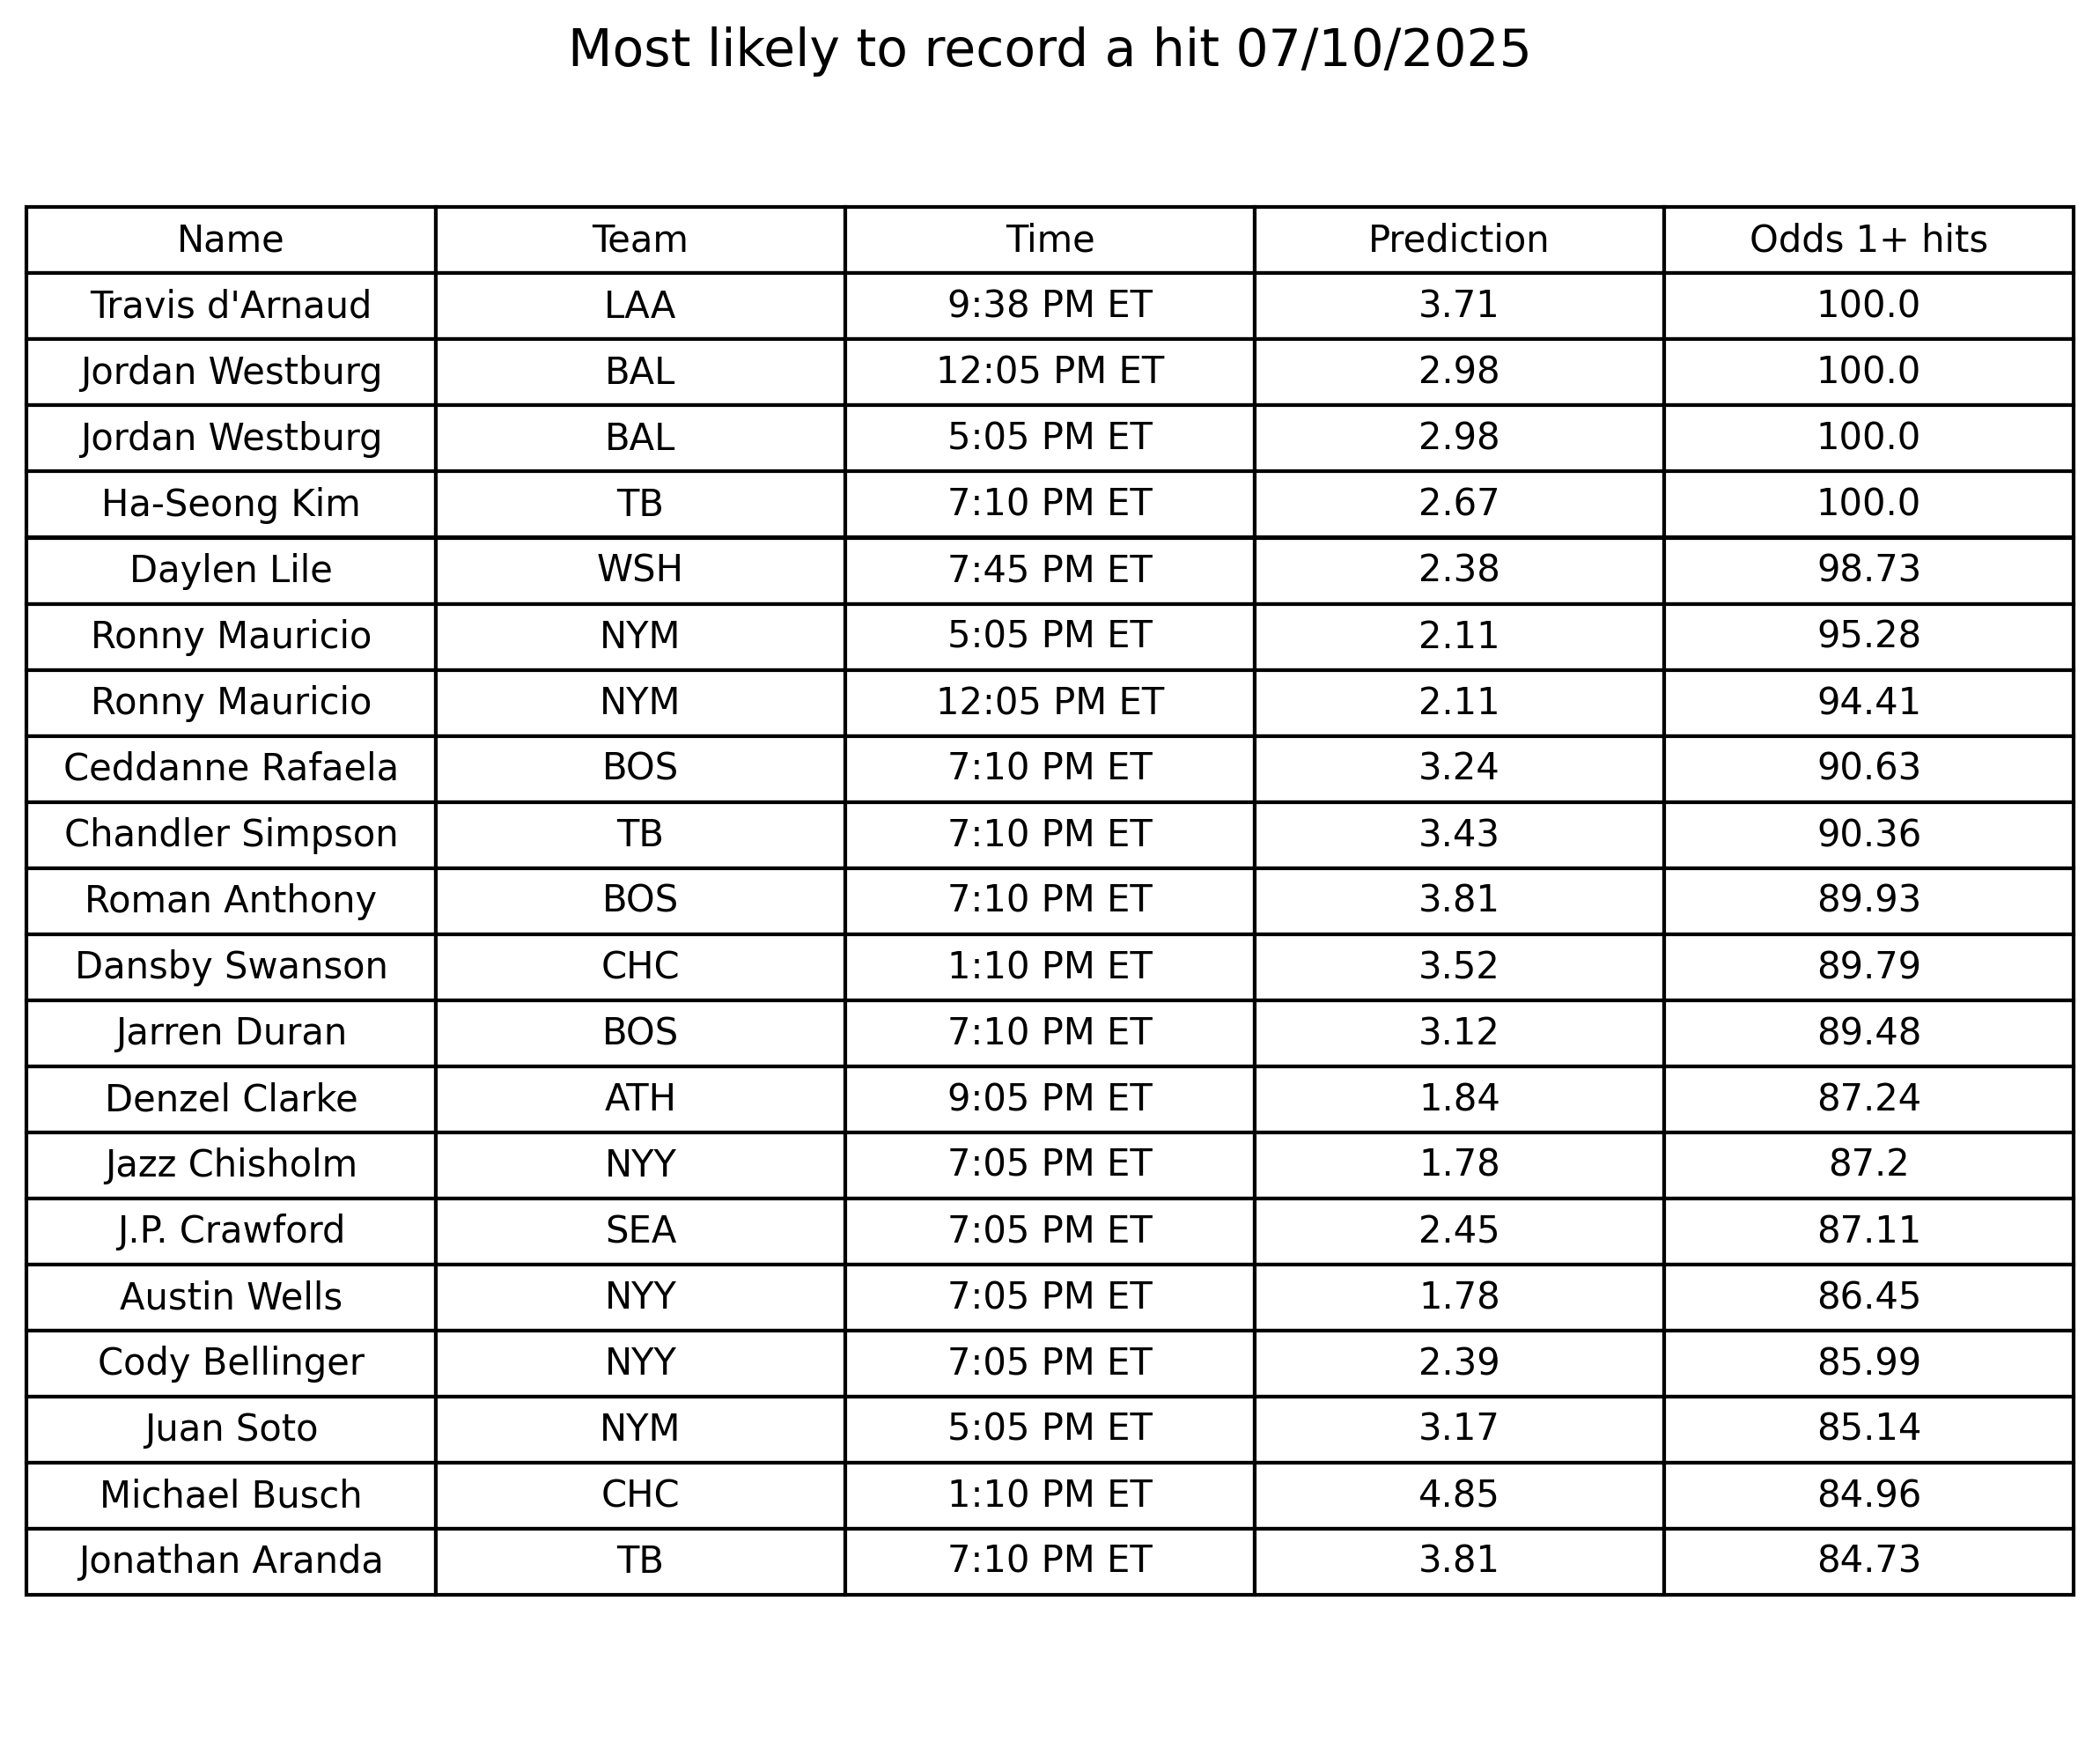 Most likely to record a hit 07/10/2025
Name Team Time Prediction Odds 1+ hits
Travis d'Arnaud LAA 9:38 PM ET 3.71 100.0
Jordan Westburg BAL 12:05 PM ET 2.98 100.0
Jordan Westburg BAL 5:05 PM ET 2.98 100.0
Ha-Seong Kim TB 7:10 PM ET 2.67 100.0
Daylen Lile WSH 7:45 PM ET 2.38 98.73
Ronny Mauricio NYM 5:05 PM ET 2.11 95.28
Ronny Mauricio NYM 12:05 PM ET 2.11 94.41
Ceddanne Rafaela BOS 7:10 PM ET 3.24 90.63
Chandler Simpson TB 7:10 PM ET 3.43 90.36
Roman Anthony BOS 7:10 PM ET 3.81 89.93
Dansby Swanson CHC 1:10 PM ET 3.52 89.79
Jarren Duran BOS 7:10 PM ET 3.12 89.48
Denzel Clarke ATH 9:05 PM ET 1.84 87.24
Jazz Chisholm NYY 7:05 PM ET 1.78 87.2
J.P. Crawford SEA 7:05 PM ET 2.45 87.11
Austin Wells NYY 7:05 PM ET 1.78 86.45
Cody Bellinger NYY 7:05 PM ET 2.39 85.99
Juan Soto NYM 5:05 PM ET 3.17 85.14
Michael Busch CHC 1:10 PM ET 4.85 84.96
Jonathan Aranda TB 7:10 PM ET 3.81 84.73